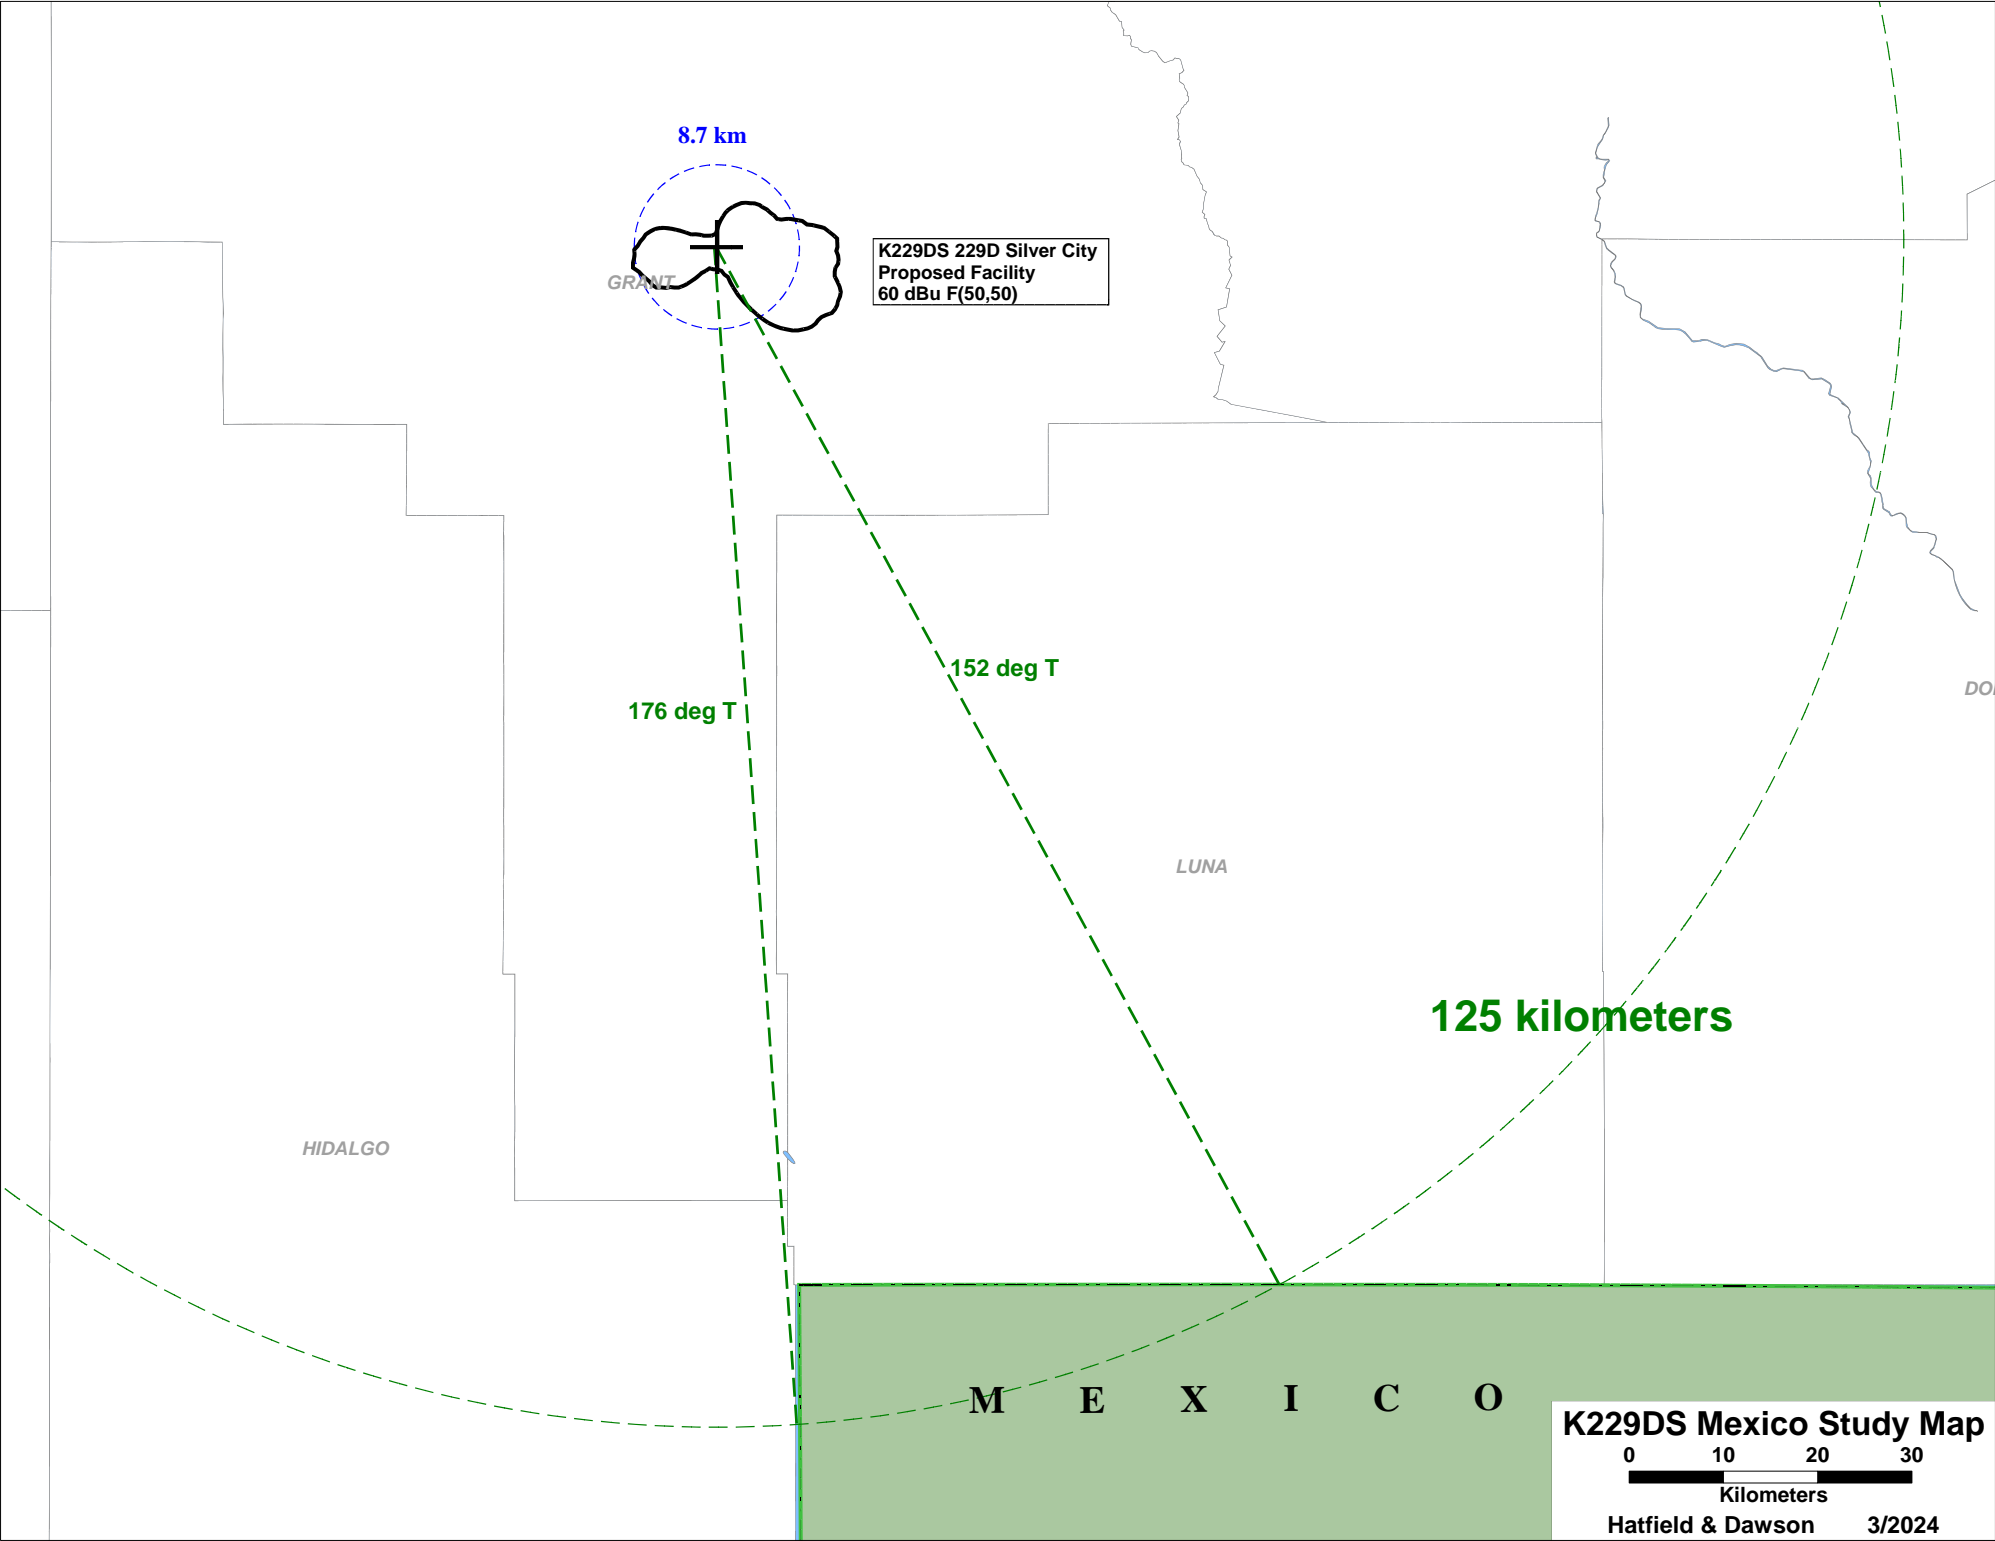 8.7 km
K229DS 229D Silver City
Proposed Facility
60 dBu F(50,50)
GRANT
152 deg T
176 deg T
DO
LUNA
125 kilometers
HIDALGO
M E X I C O
K229DS Mexico Study Map
0 10 20 30
Kilometers
Hatfield & Dawson 3/2024